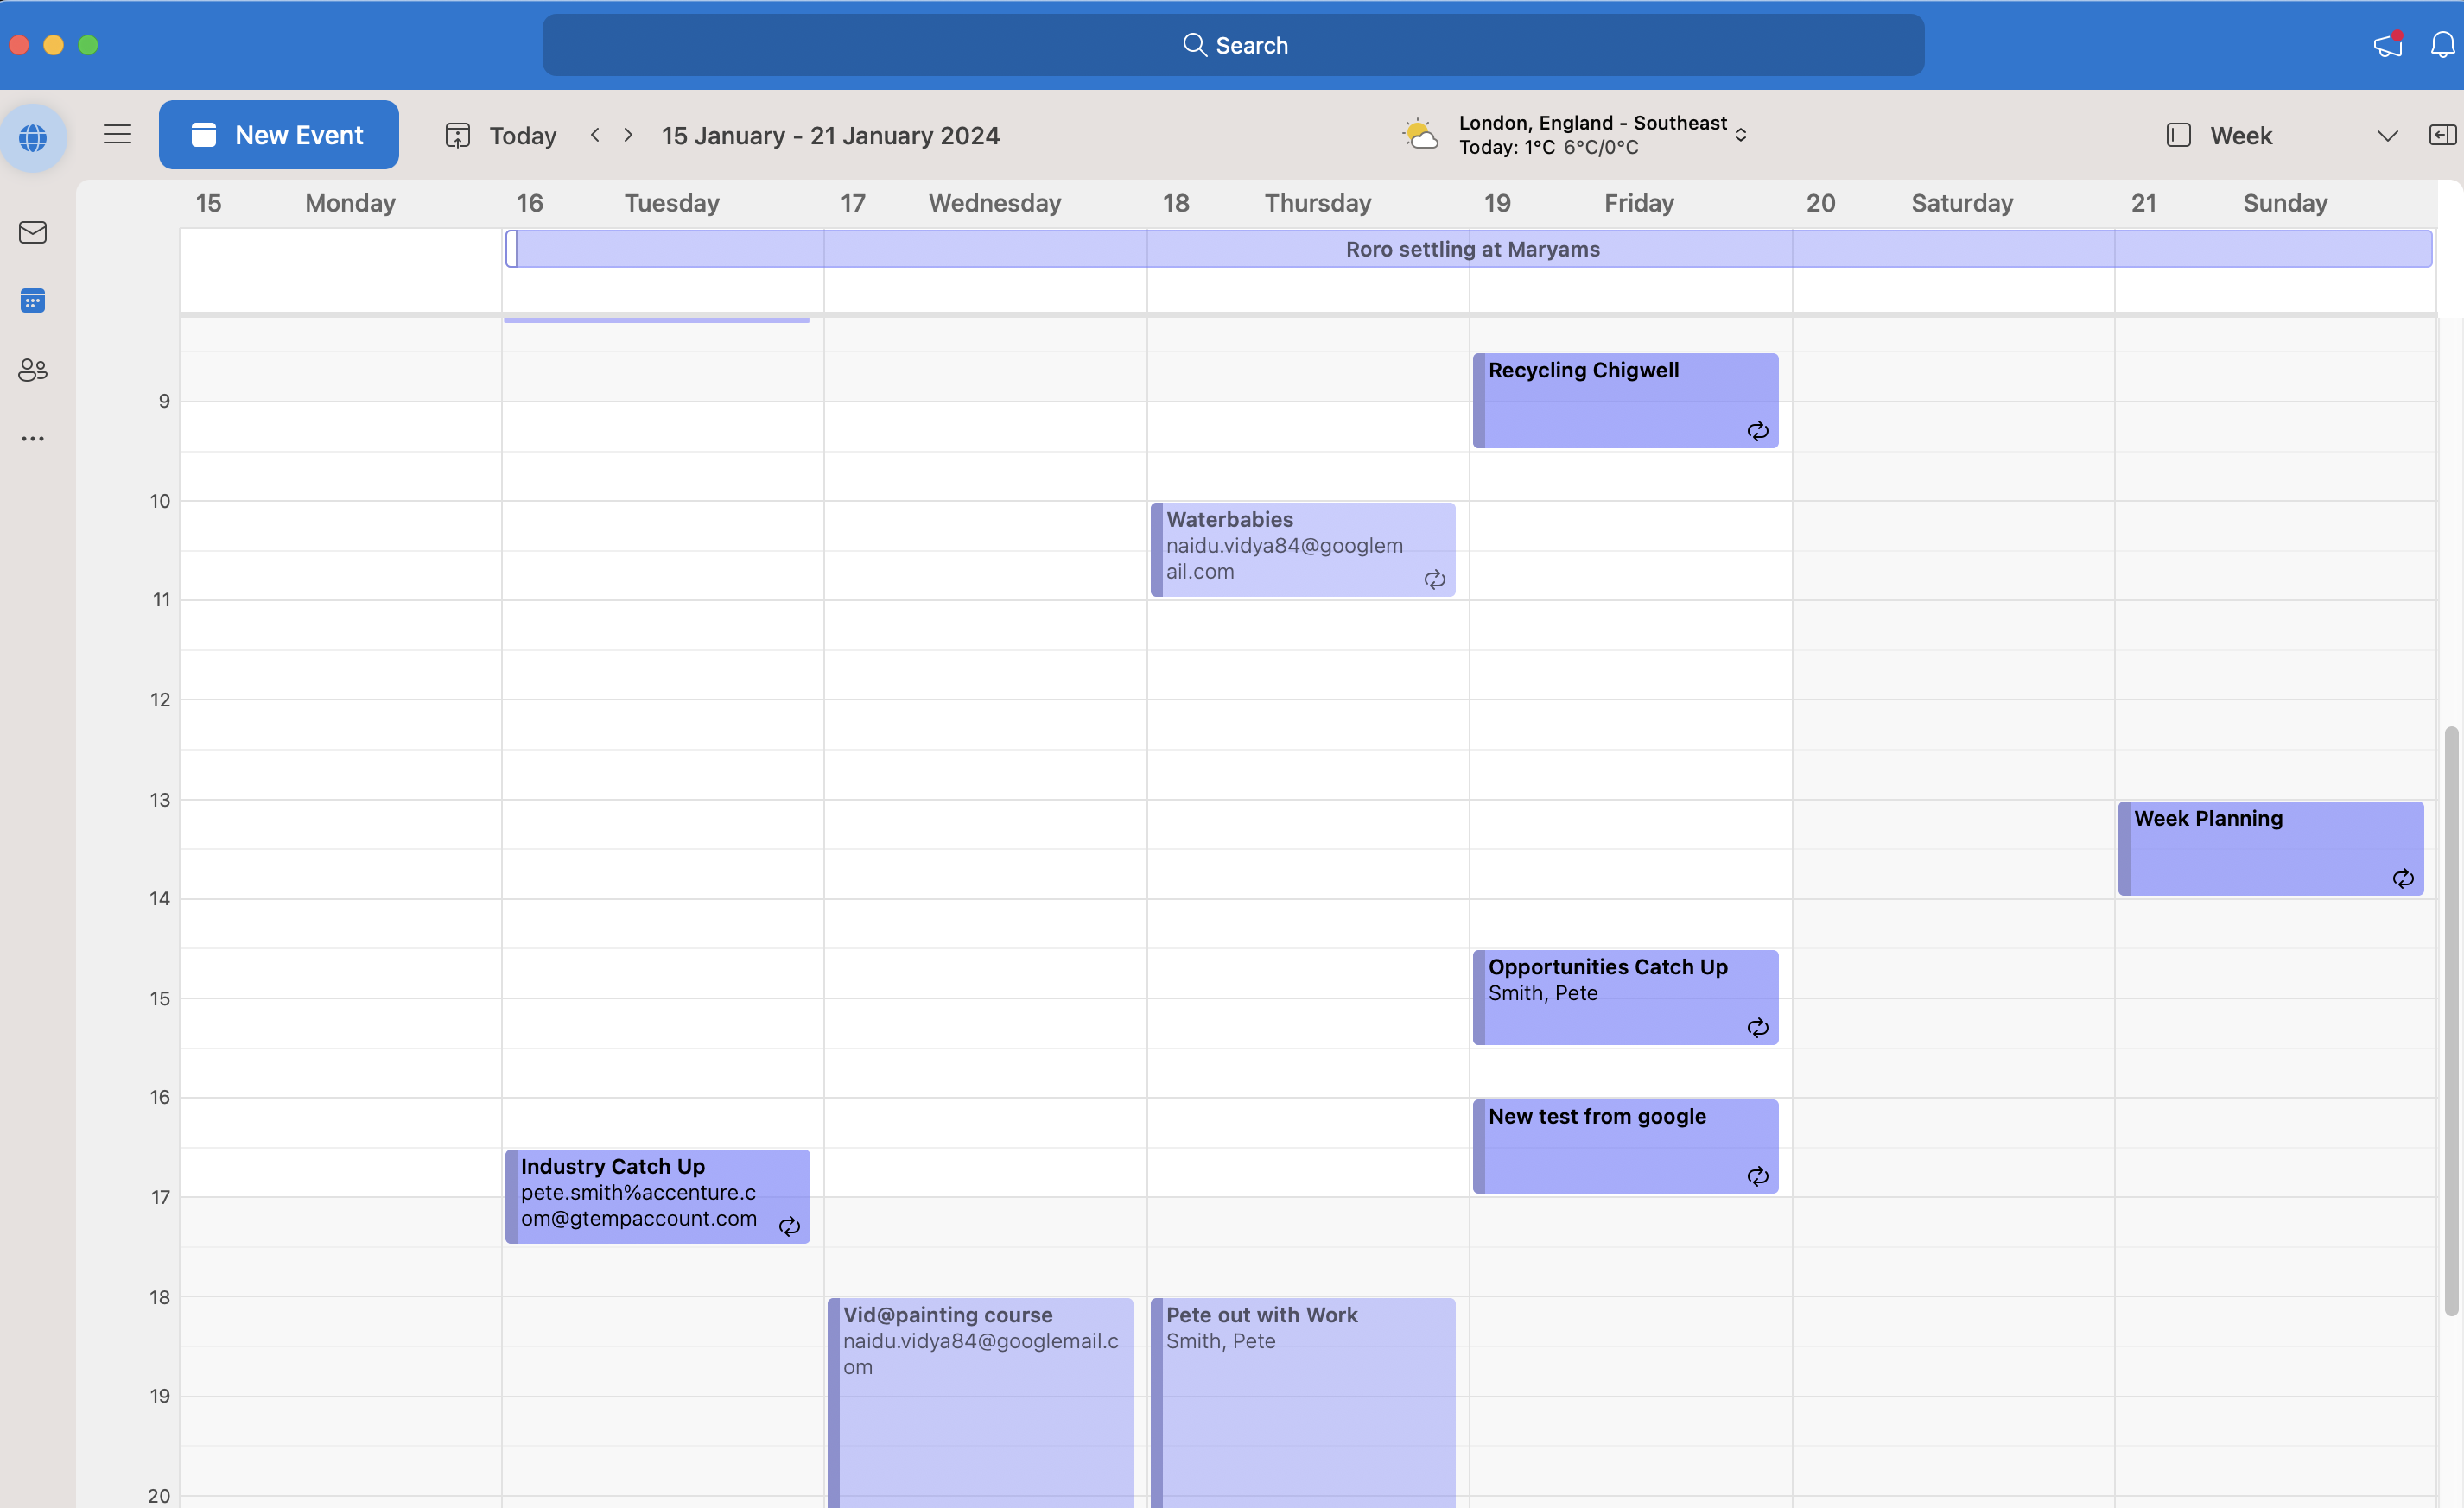 Search
New Event
Today
15 January - 21 January 2024
London, England - Southeast
Today: 1°C 6°C/0°C
Week
15 Monday
16 Tuesday
17 Wednesday
18 Thursday
19 Friday
20 Saturday
21 Sunday
Roro settling at Maryams
Recycling Chigwell
9
10
Waterbabies
naidu.vidya84@googlem
ail.com
11
12
13
Week Planning
14
Opportunities Catch Up
Smith, Pete
15
16
New test from google
Industry Catch Up
pete.smith%accenture.c
om@gtempaccount.com
17
18
Vid@painting course
naidu.vidya84@googlemail.c
om
Pete out with Work
Smith, Pete
19
20